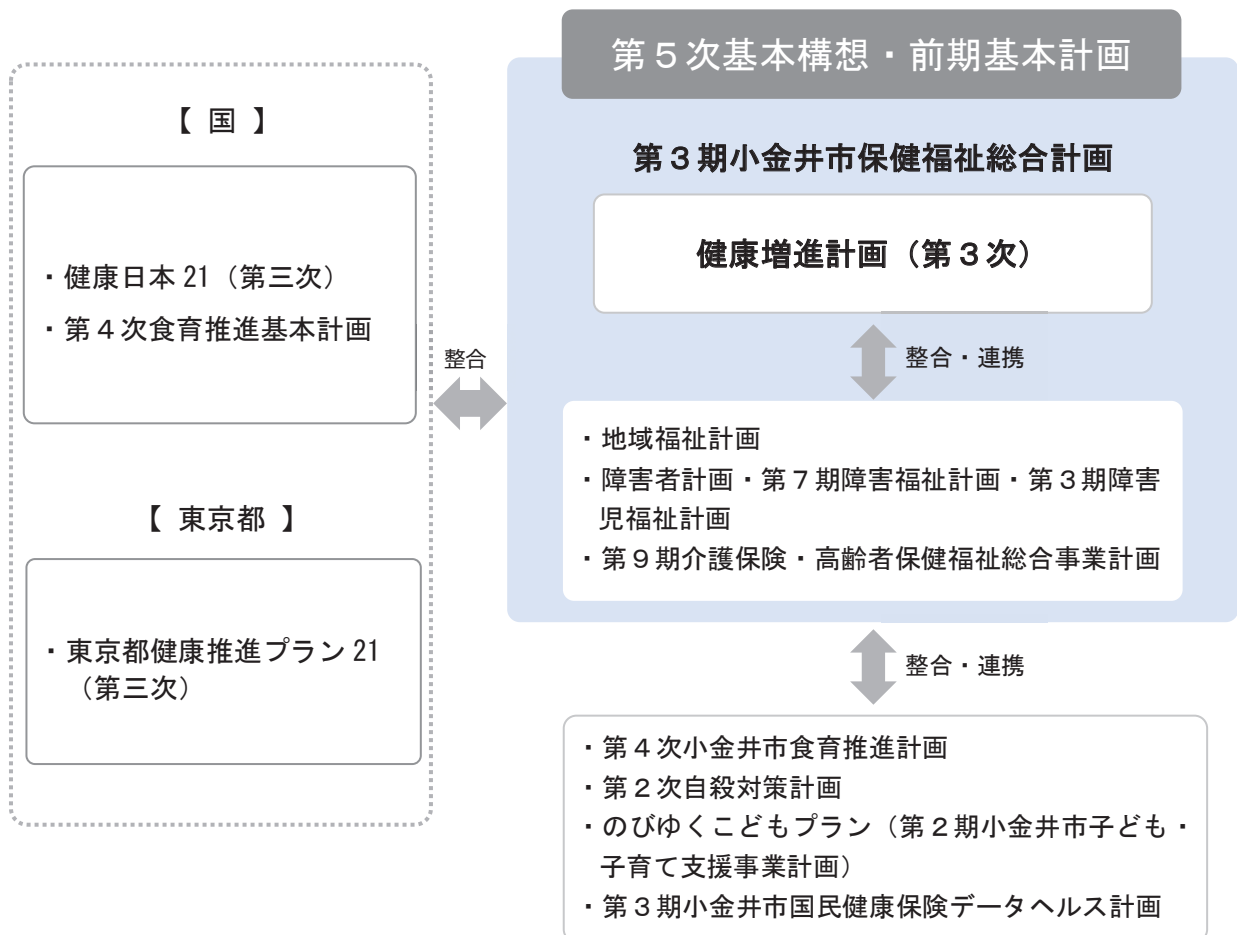 【 国 】
・健康日本 21（第三次）
・第４次食育推進基本計画
【 東京都 】
・東京都健康推進プラン 21
（第三次）
整合
第５次基本構想・前期基本計画
第３期小金井市保健福祉総合計画
健康増進計画（第３次）
整合・連携
・地域福祉計画
・障害者計画・第７期障害福祉計画・第３期障害
児福祉計画
・第９期介護保険・高齢者保健福祉総合事業計画
整合・連携
・第４次小金井市食育推進計画
・第２次自殺対策計画
・のびゆくこどもプラン（第２期小金井市子ども・
子育て支援事業計画）
・第３期小金井市国民健康保険データヘルス計画